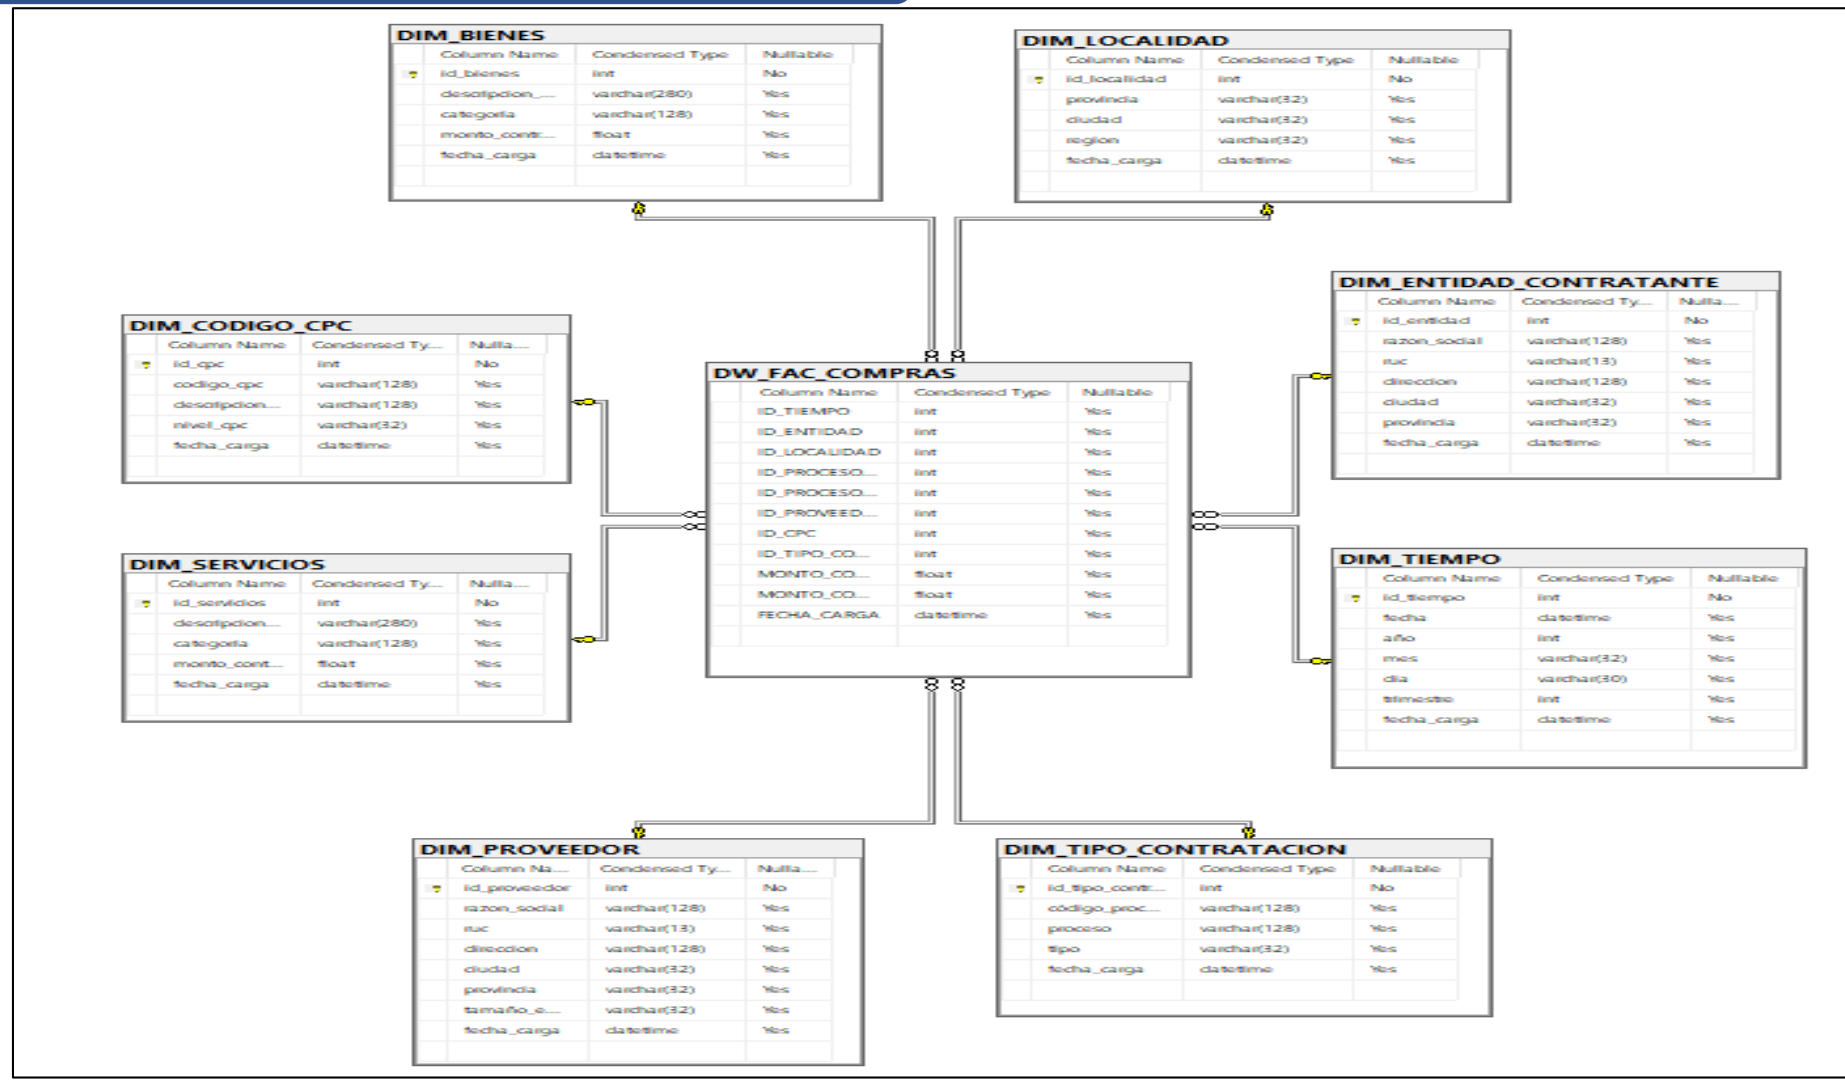 DIM_BIENES
Column Name Condensed Type Nullable
id_bienes int No
descripcion_... varchar(280) Yes
categoria varchar(128) Yes
monto_contr... float Yes
fecha_carga datetime Yes
DIM_LOCALIDAD
Column Name Condensed Type Nullable
id_localidad int No
provincia varchar(32) Yes
ciudad varchar(32) Yes
region varchar(32) Yes
fecha_carga datetime Yes
DIM_ENTIDAD_CONTRATANTE
Column Name Condensed Ty... Nulla...
id_entidad int No
razon_social varchar(128) Yes
ruc varchar(13) Yes
direccion varchar(128) Yes
ciudad varchar(32) Yes
provincia varchar(32) Yes
fecha_carga datetime Yes
DIM_CODIGO_CPC
Column Name Condensed Ty... Nulla...
id_cpc int No
codigo_cpc varchar(128) Yes
descripcion... varchar(128) Yes
nivel_cpc varchar(32) Yes
fecha_carga datetime Yes
DW_FAC_COMPRAS
Column Name Condensed Type Nullable
ID_TIEMPO int Yes
ID_ENTIDAD int Yes
ID_LOCALIDAD int Yes
ID_PROCESO... int Yes
ID_PROCESO... int Yes
ID_PROVEED... int Yes
ID_CPC int Yes
ID_TIPO_CO... int Yes
MONTO_CO... float Yes
MONTO_CO... float Yes
FECHA_CARGA datetime Yes
DIM_SERVICIOS
Column Name Condensed Ty... Nulla...
id_servicios int No
descripcion... varchar(280) Yes
categoria varchar(128) Yes
monto_cont... float Yes
fecha_carga datetime Yes
DIM_TIEMPO
Column Name Condensed Type Nullable
id_tiempo int No
fecha datetime Yes
año int Yes
mes varchar(32) Yes
dia varchar(30) Yes
trimestre int Yes
fecha_carga datetime Yes
DIM_PROVEEDOR
Column Na... Condensed Ty... Nulla...
id_proveedor int No
razon_social varchar(128) Yes
ruc varchar(13) Yes
direccion varchar(128) Yes
ciudad varchar(32) Yes
provincia varchar(32) Yes
tamaño_e... varchar(32) Yes
fecha_carga datetime Yes
DIM_TIPO_CONTRATACION
Column Name Condensed Type Nullable
id_tipo_contr... int No
código_proc... varchar(128) Yes
proceso varchar(128) Yes
tipo varchar(32) Yes
fecha_carga datetime Yes